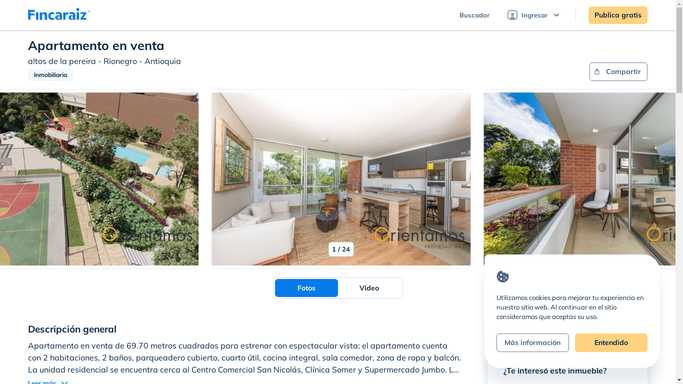 Fincaraiz
Buscador
Ingresar
Publica gratis
Apartamento en venta
altos de la pereira - Rionegro - Antioquia
Inmobiliaria
Compartir
Orientamos
Orientamos
1 / 24
Fotos
Video
Utilizamos cookies para mejorar tu experiencia en
nuestro sitio web. Al continuar en el sitio
consideramos que aceptas su uso.
Más información
Entendido
Descripción general
Apartamento en venta de 69.70 metros cuadrados para estrenar con espectacular vista; el apartamento cuenta
con 2 habitaciones, 2 baños, parqueadero cubierto, cuarto útil, cocina integral, sala comedor, zona de ropa y balcón.
La unidad residencial se encuentra cerca al Centro Comercial San Nicolás, Clínica Somer y Supermercado Jumbo. L...
Leer más
¿Te interesó este inmueble?